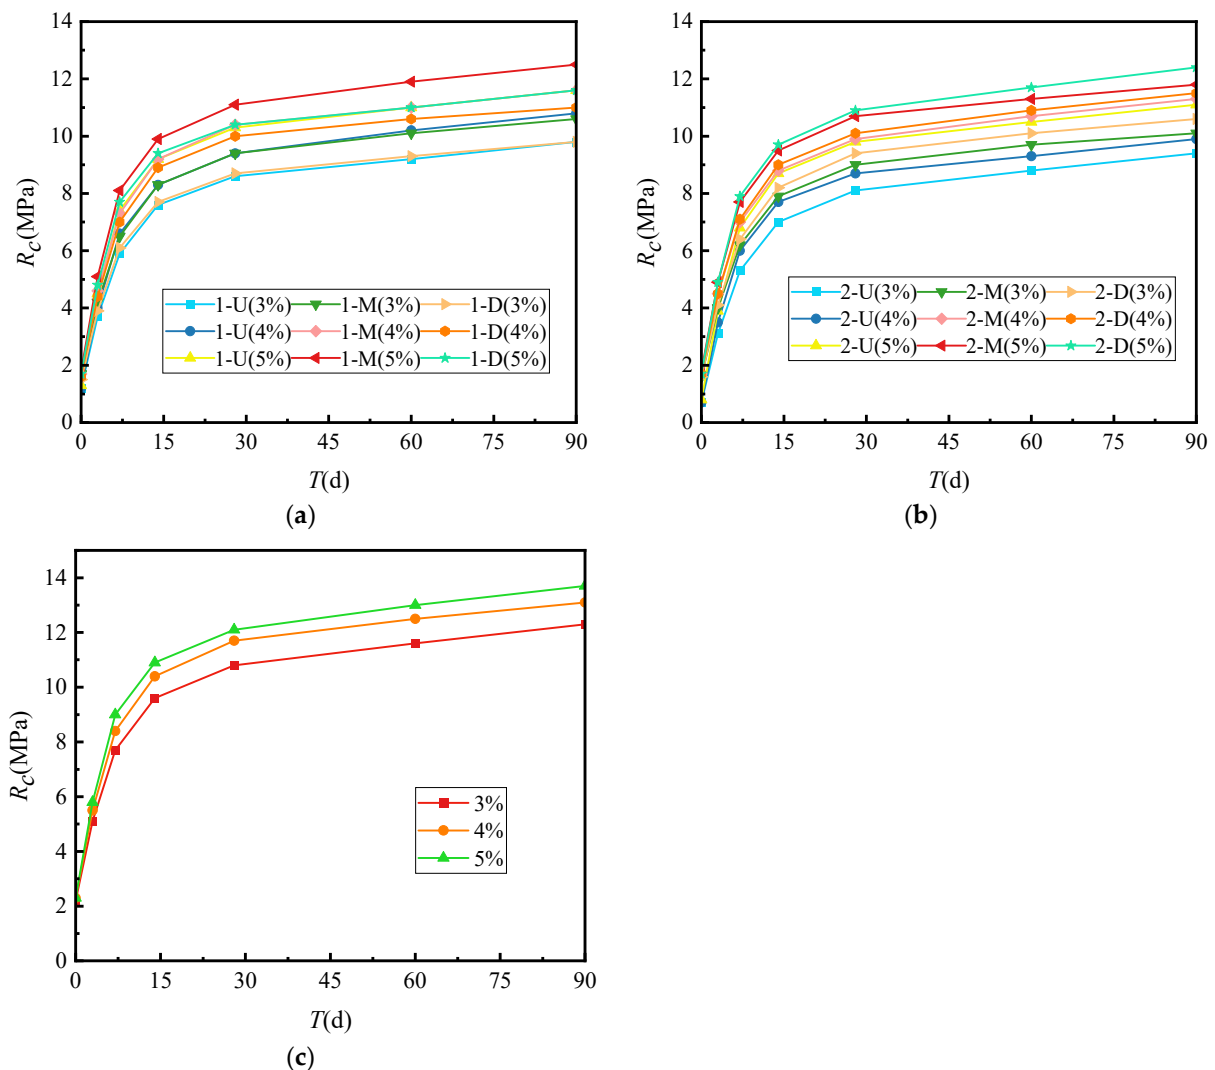 14
12
10
8
6
4
2
0
R_c(MPa)
1-U(3%) 1-M(3%) 1-D(3%)
1-U(4%) 1-M(4%) 1-D(4%)
1-U(5%) 1-M(5%) 1-D(5%)
0 15 30 45 60 75 90
T(d)
(a)
14
12
10
8
6
4
2
0
R_c(MPa)
2-U(3%) 2-M(3%) 2-D(3%)
2-U(4%) 2-M(4%) 2-D(4%)
2-U(5%) 2-M(5%) 2-D(5%)
0 15 30 45 60 75 90
T(d)
(b)
14
12
10
8
6
4
2
0
R_c(MPa)
3%
4%
5%
0 15 30 45 60 75 90
T(d)
(c)